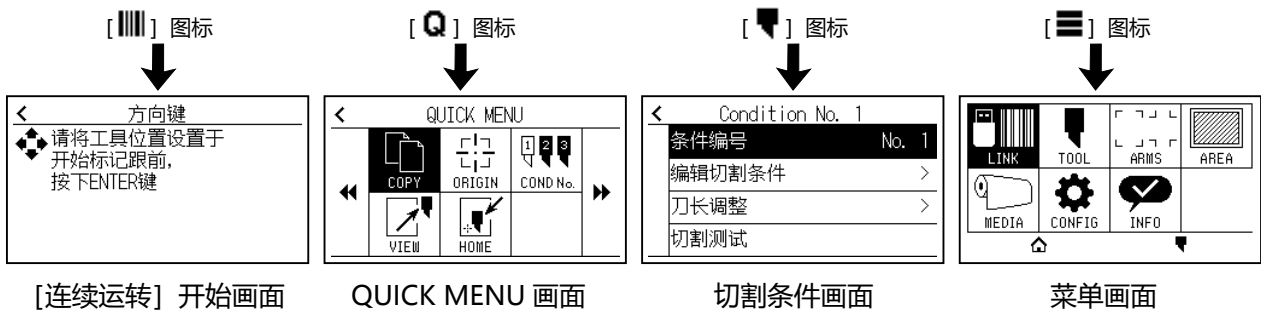 [ ] 图标
[Q] 图标
[ ] 图标
[ ] 图标
方向键
请将工具位置设置于
开始标记跟前,
按下ENTER键
[连续运转] 开始画面
QUICK MENU
COPY
ORIGIN
1 2 3
COND No.
VIEW
HOME
QUICK MENU 画面
Condition No. 1
条件编号 No. 1
编辑切割条件 >
刀长调整 >
切割测试
切割条件画面
LINK
TOOL
ARMS
AREA
MEDIA
CONFIG
INFO
菜单画面